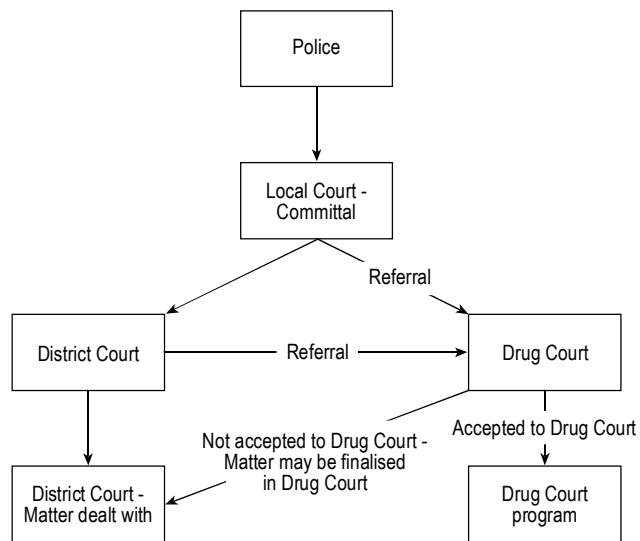 Police
Local Court -
Committal
Referral
District Court
Referral
Drug Court
Not accepted to Drug Court -
Matter may be finalised
in Drug Court
Accepted to Drug Court
District Court -
Matter dealt with
Drug Court
program